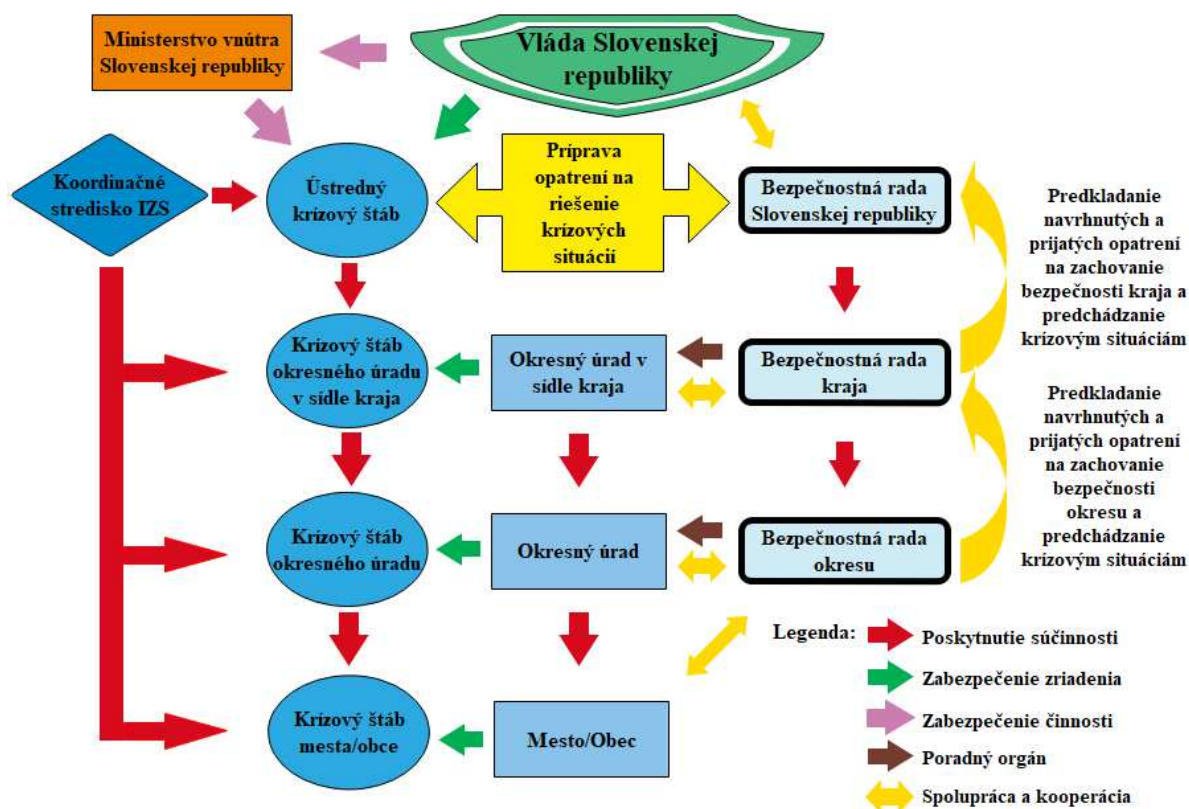 Ministerstvo vnútra
Slovenskej republiky
Vláda Slovenskej
republiky
Koordinačné
stredisko IZS
Ústredný
krízový štáb
Príprava
opatrení na
riešenie
krízových
situácií
Bezpečnostná rada
Slovenskej republiky
Predkladanie
navrhnutých a
prijatých opatrení
na zachovanie
bezpečnosti kraja a
predchádzanie
krízovým situáciám
Krízový štáb
okresného úradu
v sídle kraja
Okresný úrad v
sídle kraja
Bezpečnostná rada
kraja
Predkladanie
navrhnutých a
prijatých opatrení
na zachovanie
bezpečnosti
okresu a
predchádzanie
krízovým situáciám
Krízový štáb
okresného úradu
Okresný úrad
Bezpečnostná rada
okresu
Krízový štáb
mesta/obce
Mesto/Obec
Legenda:
Poskytnutie súčinnosti
Zabezpečenie zriadenia
Zabezpečenie činnosti
Poradný orgán
Spolupráca a kooperácia